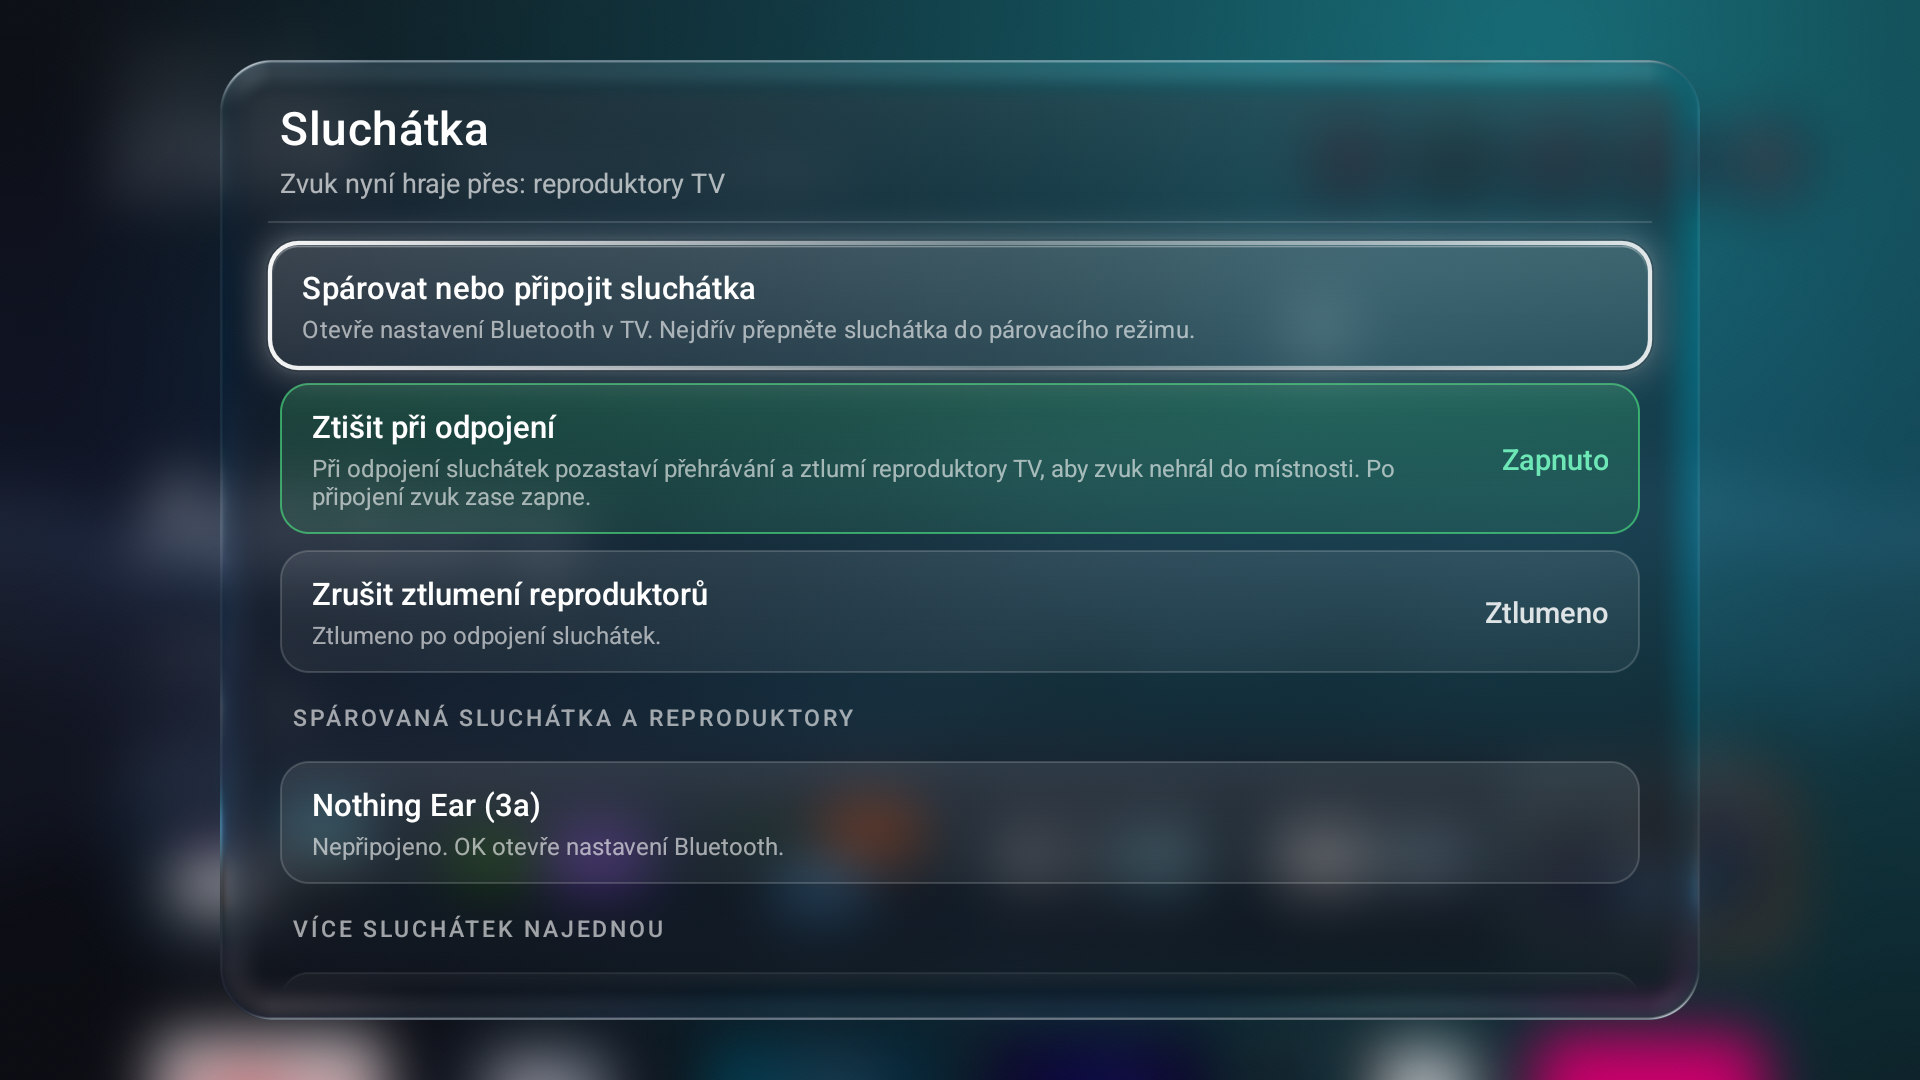 Sluchátka
Zvuk nyní hraje přes: reproduktory TV
Spárovat nebo připojit sluchátka
Otevře nastavení Bluetooth v TV. Nejdřív přepněte sluchátka do párovacího režimu.
Ztišit při odpojení
Při odpojení sluchátek pozastaví přehrávání a ztlumí reproduktory TV, aby zvuk nehrál do místnosti. Po
připojení zvuk zase zapne.
Zapnuto
Zrušit ztlumení reproduktorů
Ztlumeno po odpojení sluchátek.
Ztlumeno
SPÁROVANÁ SLUCHÁTKA A REPRODUKTORY
Nothing Ear (3a)
Nepřipojeno. OK otevře nastavení Bluetooth.
VÍCE SLUCHÁTEK NAJEDNOU